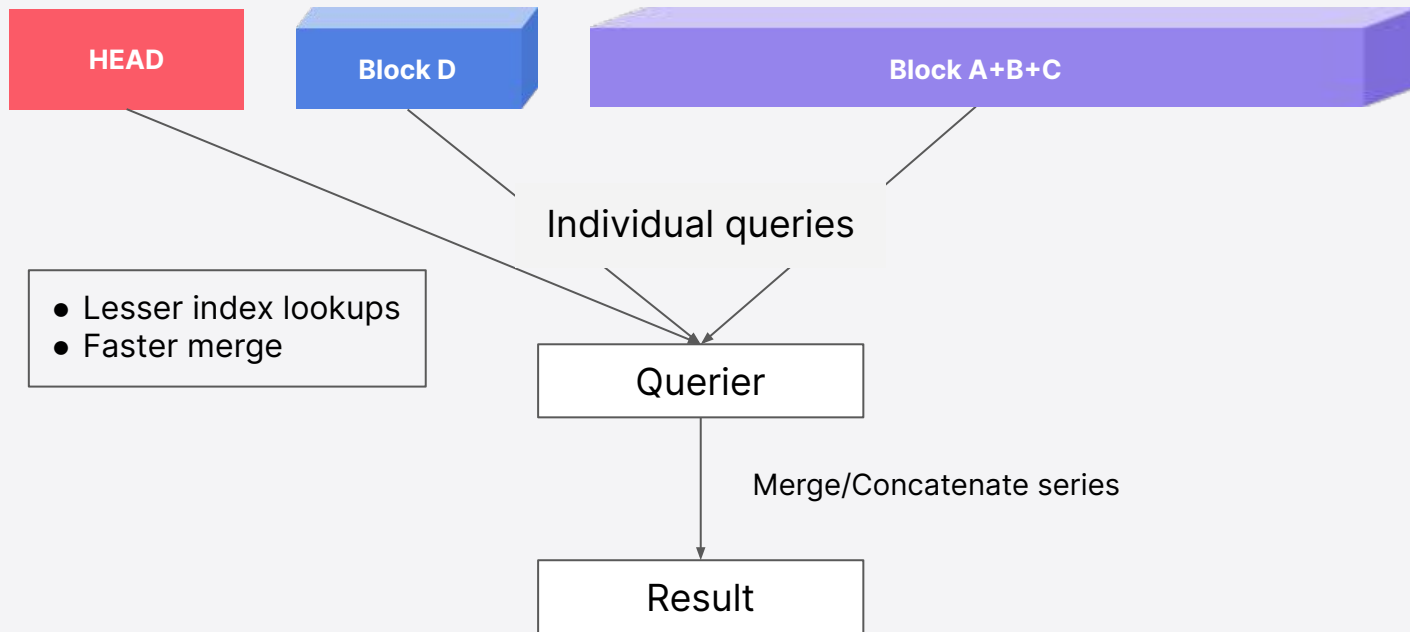 HEAD
Block D
Block A+B+C
Individual queries
● Lesser index lookups
● Faster merge
Querier
Merge/Concatenate series
Result